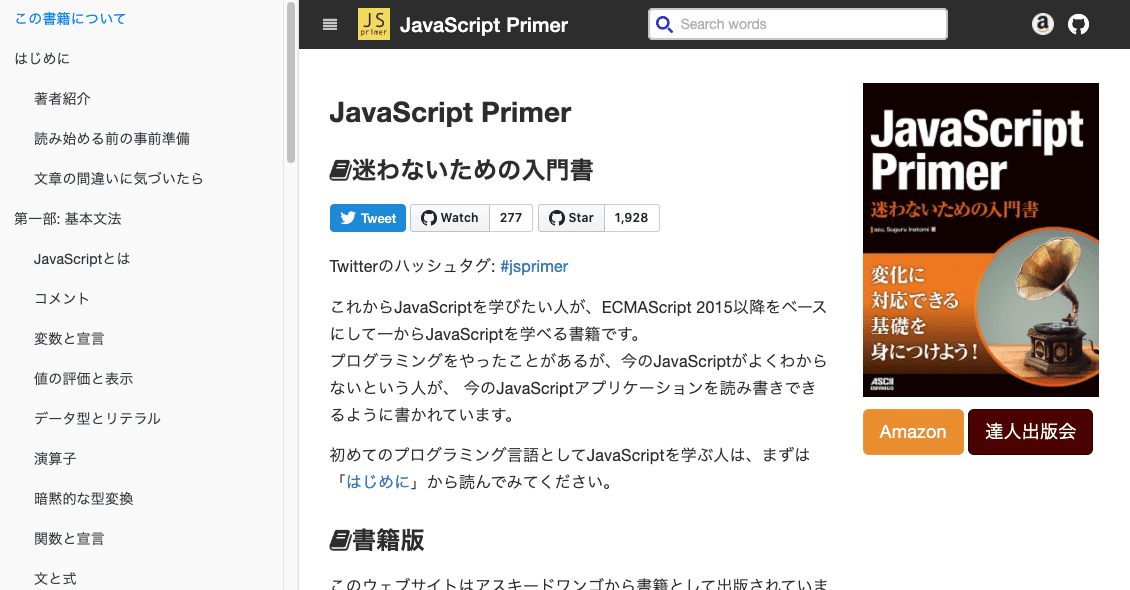 この書籍について
はじめに
著者紹介
読み始める前の事前準備
文章の間違いに気づいたら
第一部: 基本文法
JavaScriptとは
コメント
変数と宣言
値の評価と表示
データ型とリテラル
演算子
暗黙的な型変換
関数と宣言
文と式
JS
primer
JavaScript Primer
Search words
a
JavaScript Primer
迷わないための入門書
Tweet
Watch
277
Star
1,928
Twitterのハッシュタグ: #jsprimer
これからJavaScriptを学びたい人が、ECMAScript 2015以降をベース
にして一からJavaScriptを学べる書籍です。
プログラミングをやったことがあるが、今のJavaScriptがよくわから
ないという人が、 今のJavaScriptアプリケーションを読み書きでき
るように書かれています。
初めてのプログラミング言語としてJavaScriptを学ぶ人は、まずは
「はじめに」から読んでみてください。
書籍版
このウェブサイトはアスキードワンゴから書籍として出版されていま
JavaScript
Primer
迷わないための入門書
azu, Suguru Inatomi 著
変化に
対応できる
基礎を
身につけよう!
ASCII
DWANGO
Amazon
達人出版会